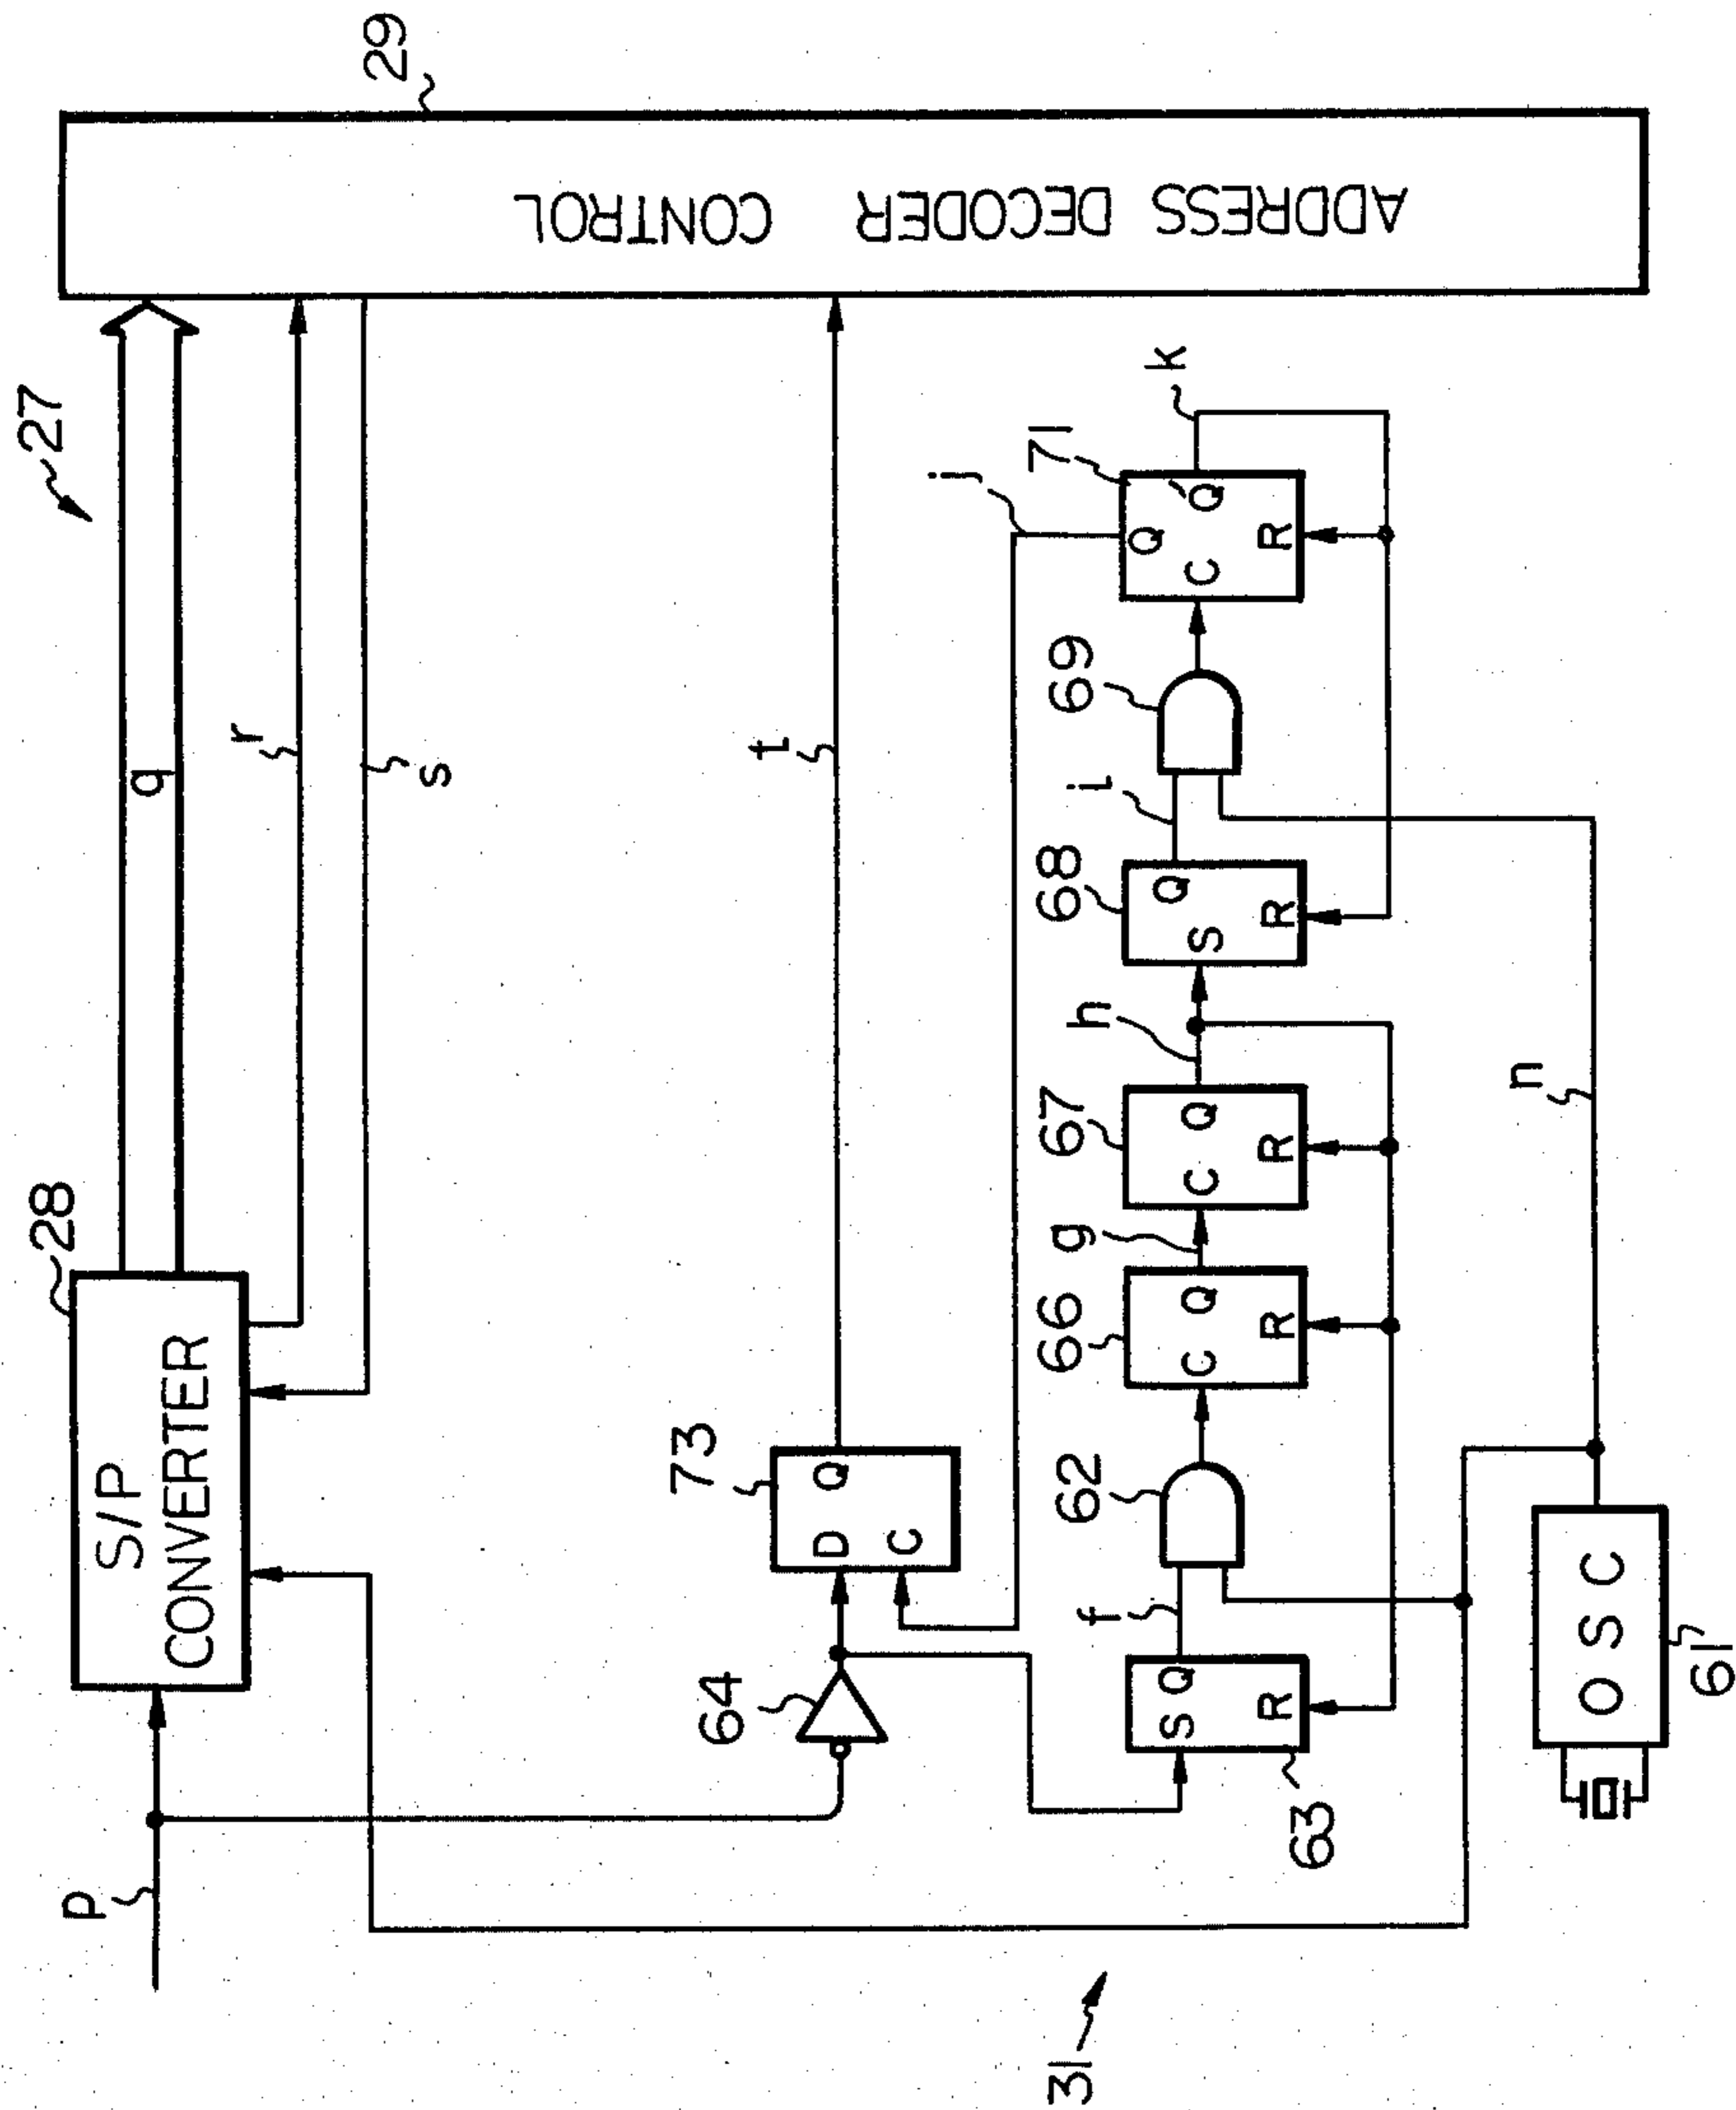 27
28
29
S/P
CONVERTER
ADDRESS DECODER CONTROL
p
q
r
s
t
64
73
D
Q
C
j
63
S
Q
R
f
62
66
C
Q
R
g
67
C
Q
R
h
68
S
Q
R
i
69
71
Q
Q̄
C
R
k
n
OSC
61
31